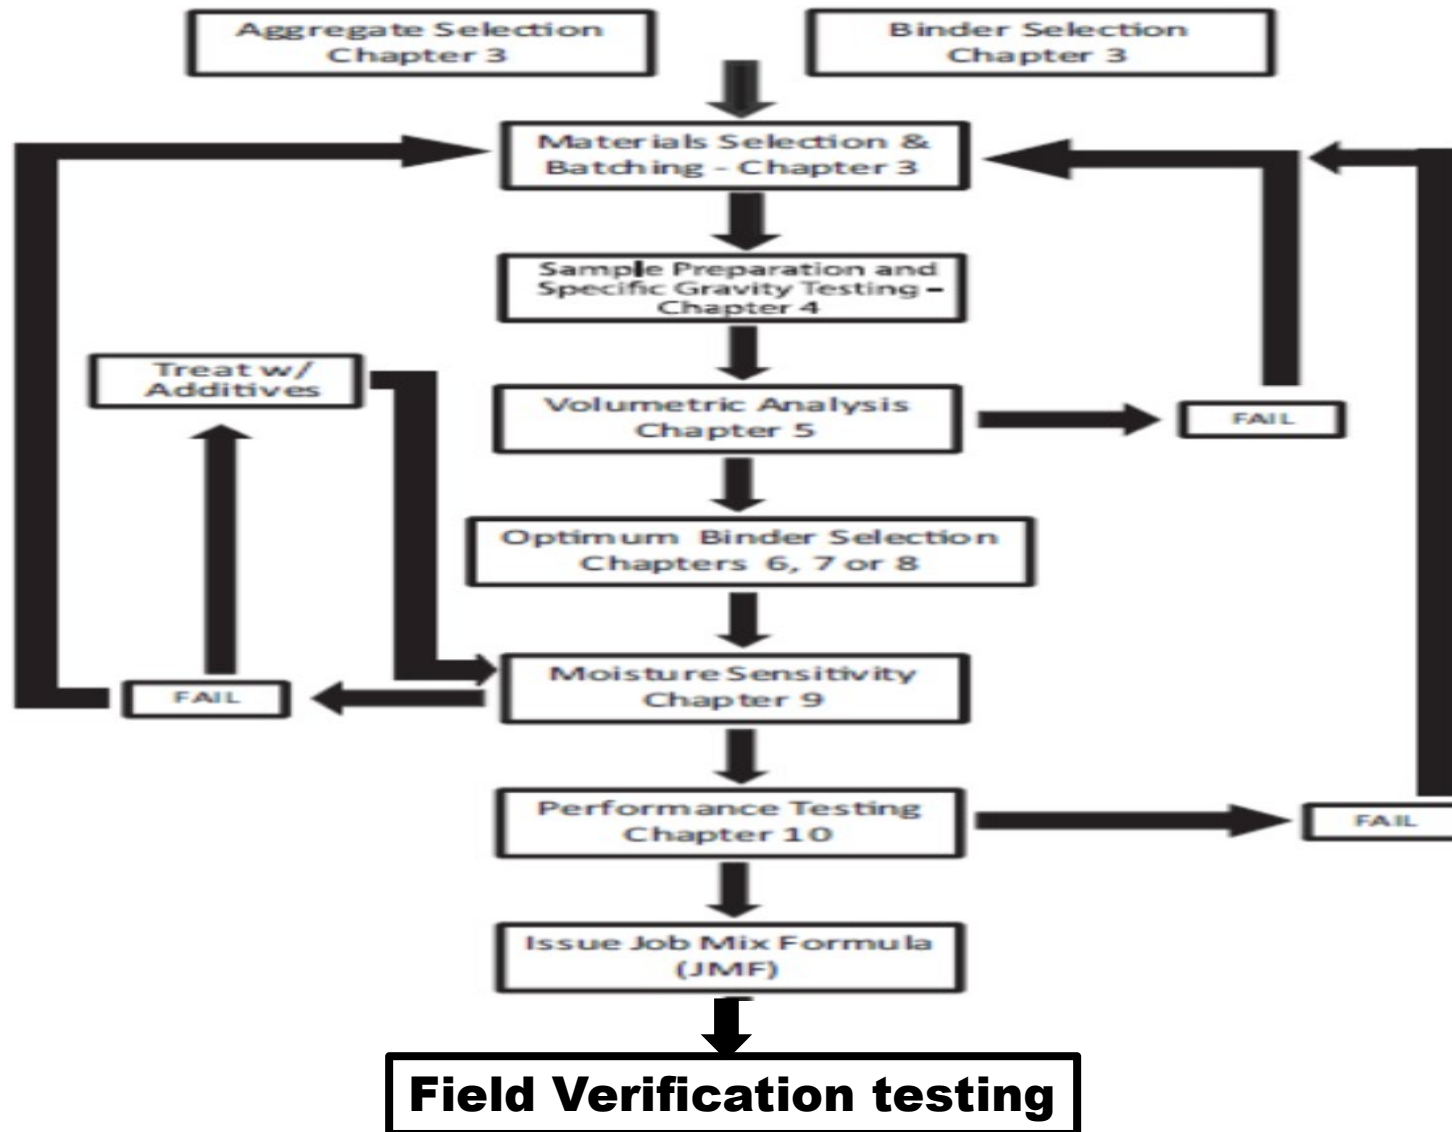 Aggregate Selection
Chapter 3
Binder Selection
Chapter 3
Materials Selection &
Batching - Chapter 3
Sample Preparation and
Specific Gravity Testing –
Chapter 4
Treat w/
Additives
Volumetric Analysis
Chapter 5
FAIL
Optimum Binder Selection
Chapters 6, 7 or 8
Moisture Sensitivity
Chapter 9
FAIL
Performance Testing
Chapter 10
FAIL
Issue Job Mix Formula
(JMF)
Field Verification testing